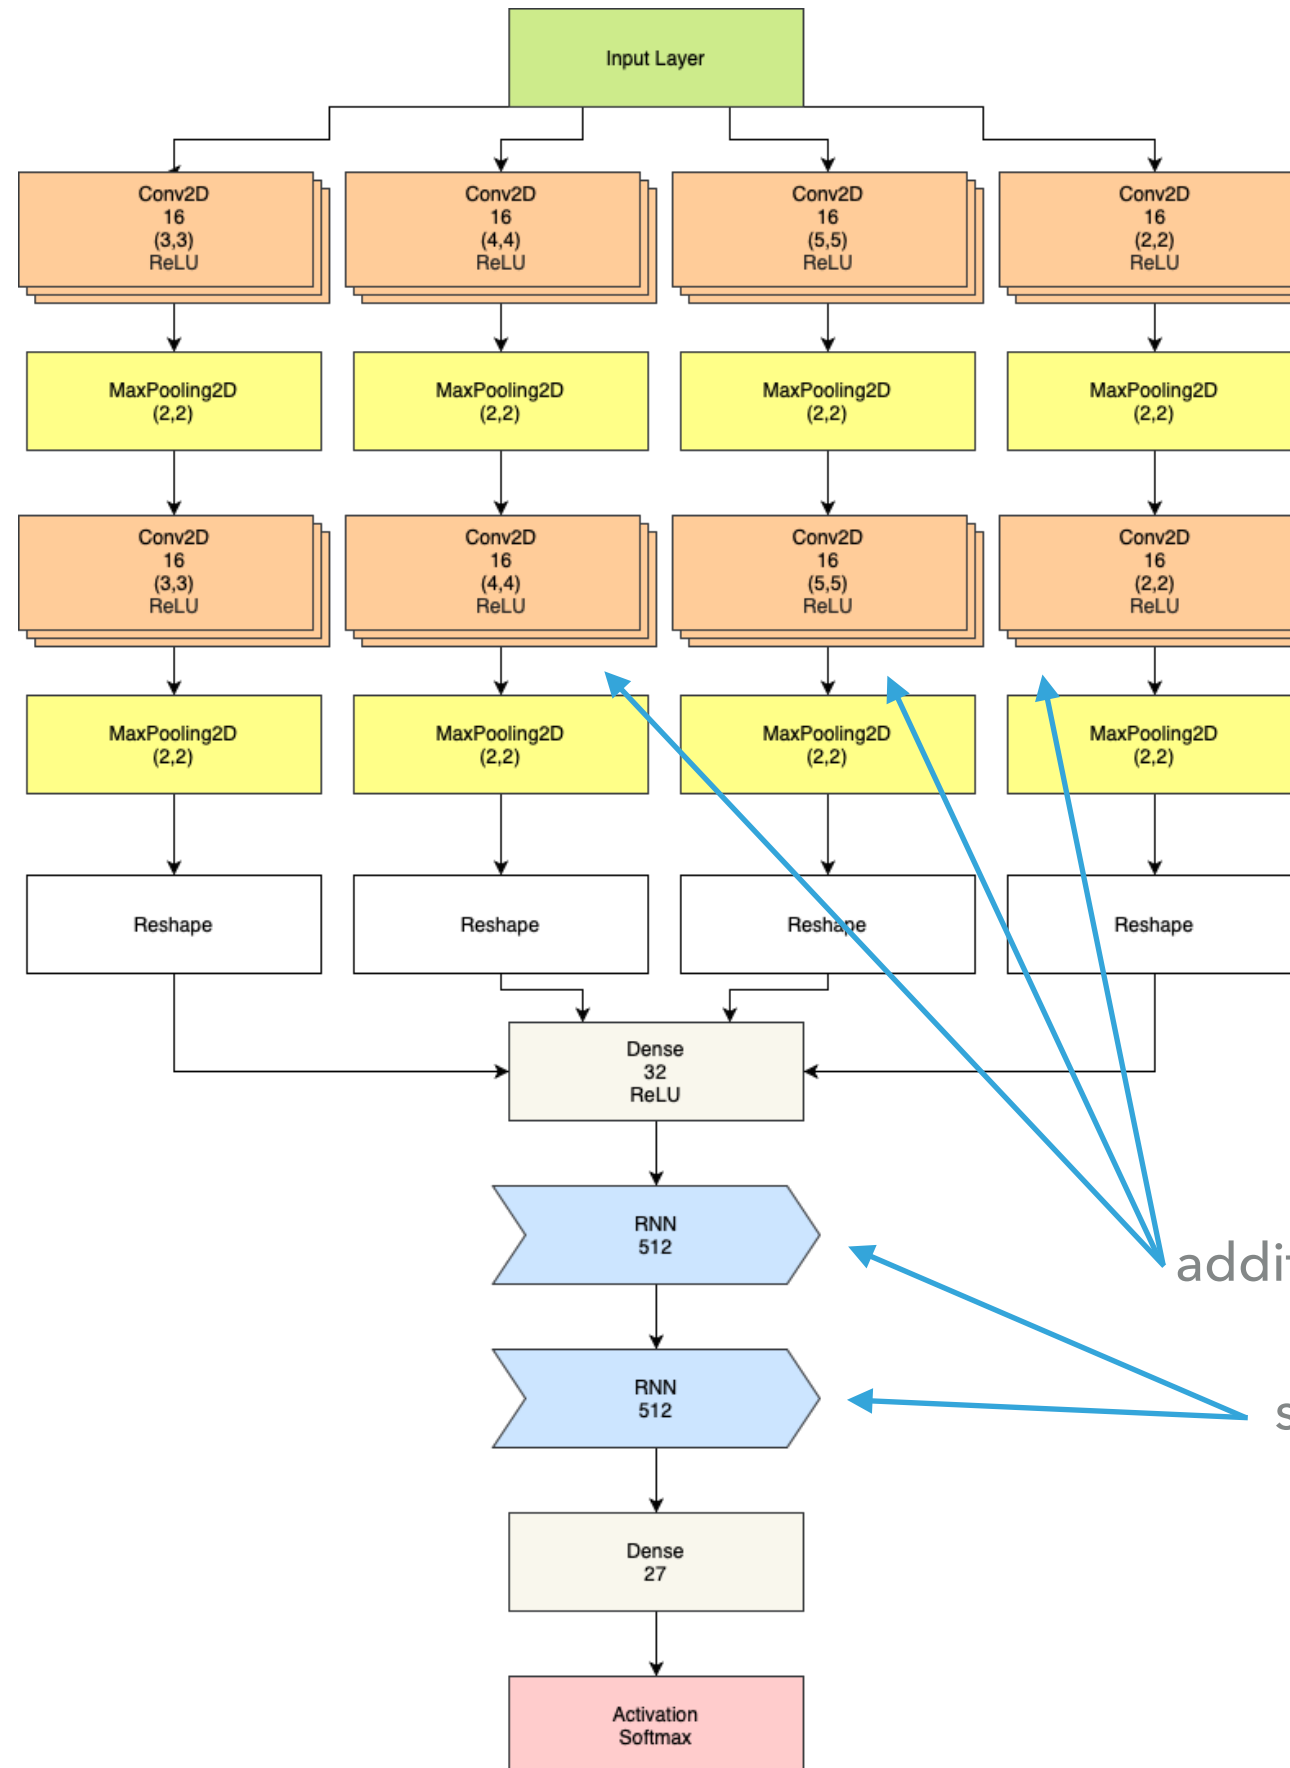 Input Layer
Conv2D
16
(3,3)
ReLU
Conv2D
16
(4,4)
ReLU
Conv2D
16
(5,5)
ReLU
Conv2D
16
(2,2)
ReLU
MaxPooling2D
(2,2)
MaxPooling2D
(2,2)
MaxPooling2D
(2,2)
MaxPooling2D
(2,2)
Conv2D
16
(3,3)
ReLU
Conv2D
16
(4,4)
ReLU
Conv2D
16
(5,5)
ReLU
Conv2D
16
(2,2)
ReLU
MaxPooling2D
(2,2)
MaxPooling2D
(2,2)
MaxPooling2D
(2,2)
MaxPooling2D
(2,2)
Reshape
Reshape
Reshape
Reshape
Dense
32
ReLU
RNN
512
RNN
512
Dense
27
Activation
Softmax